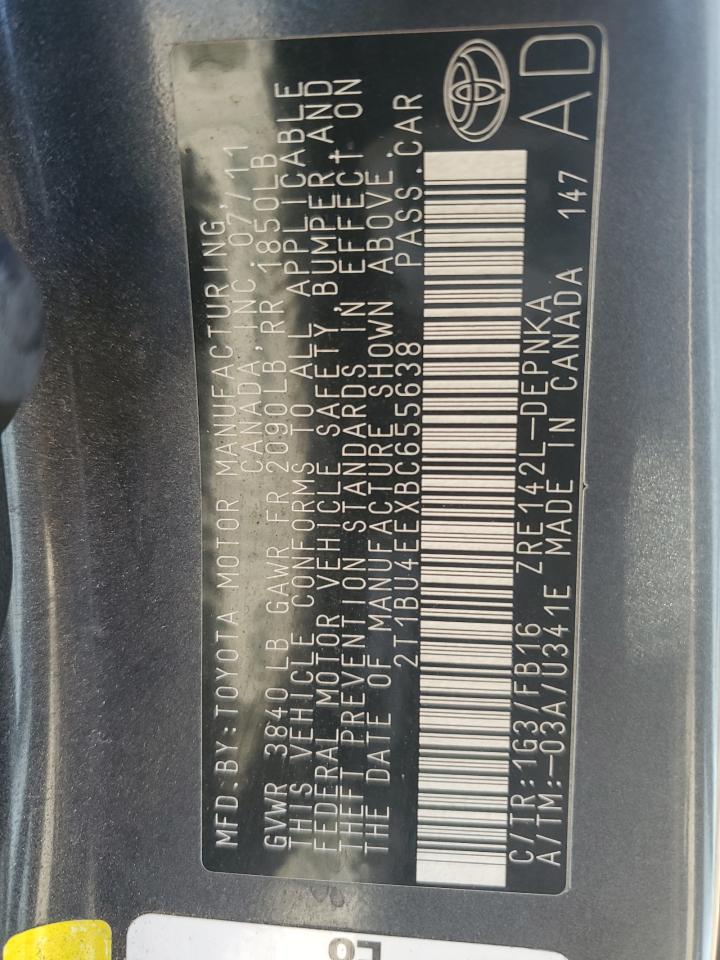 MFD:BY:TOYOTA MOTOR MANUFACTURING,
CANADA,INC. 07/11
GVWR 3840LB GAWR FR 2090LB RR 1850LB
THIS VEHICLE CONFORMS TO ALL APPLICABLE
FEDERAL MOTOR VEHICLE SAFETY, BUMPER,AND
THEFT PREVENTION STANDARDS IN EFFECT ON
THE DATE OF MANUFACTURE SHOWN ABOVE.
2T1BU4EEXBC655638 PASS.CAR
C/TR:1G3/FB16 ZRE142L-DEPNKA
A/TM:-03A/U341E MADE IN CANADA 147
AD